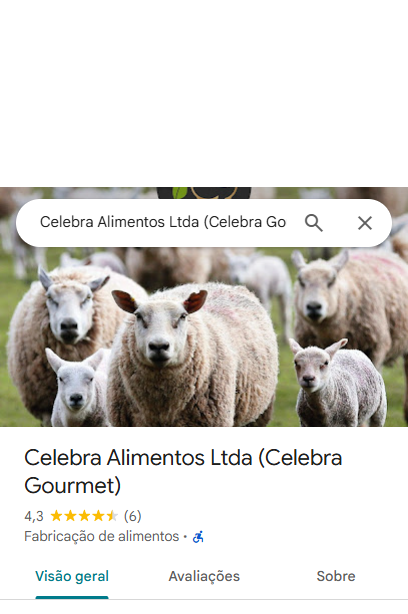 Celebra Alimentos Ltda (Celebra Go
Celebra Alimentos Ltda (Celebra
Gourmet)
4,3 (6)
Fabricação de alimentos ·
Visão geral Avaliações Sobre